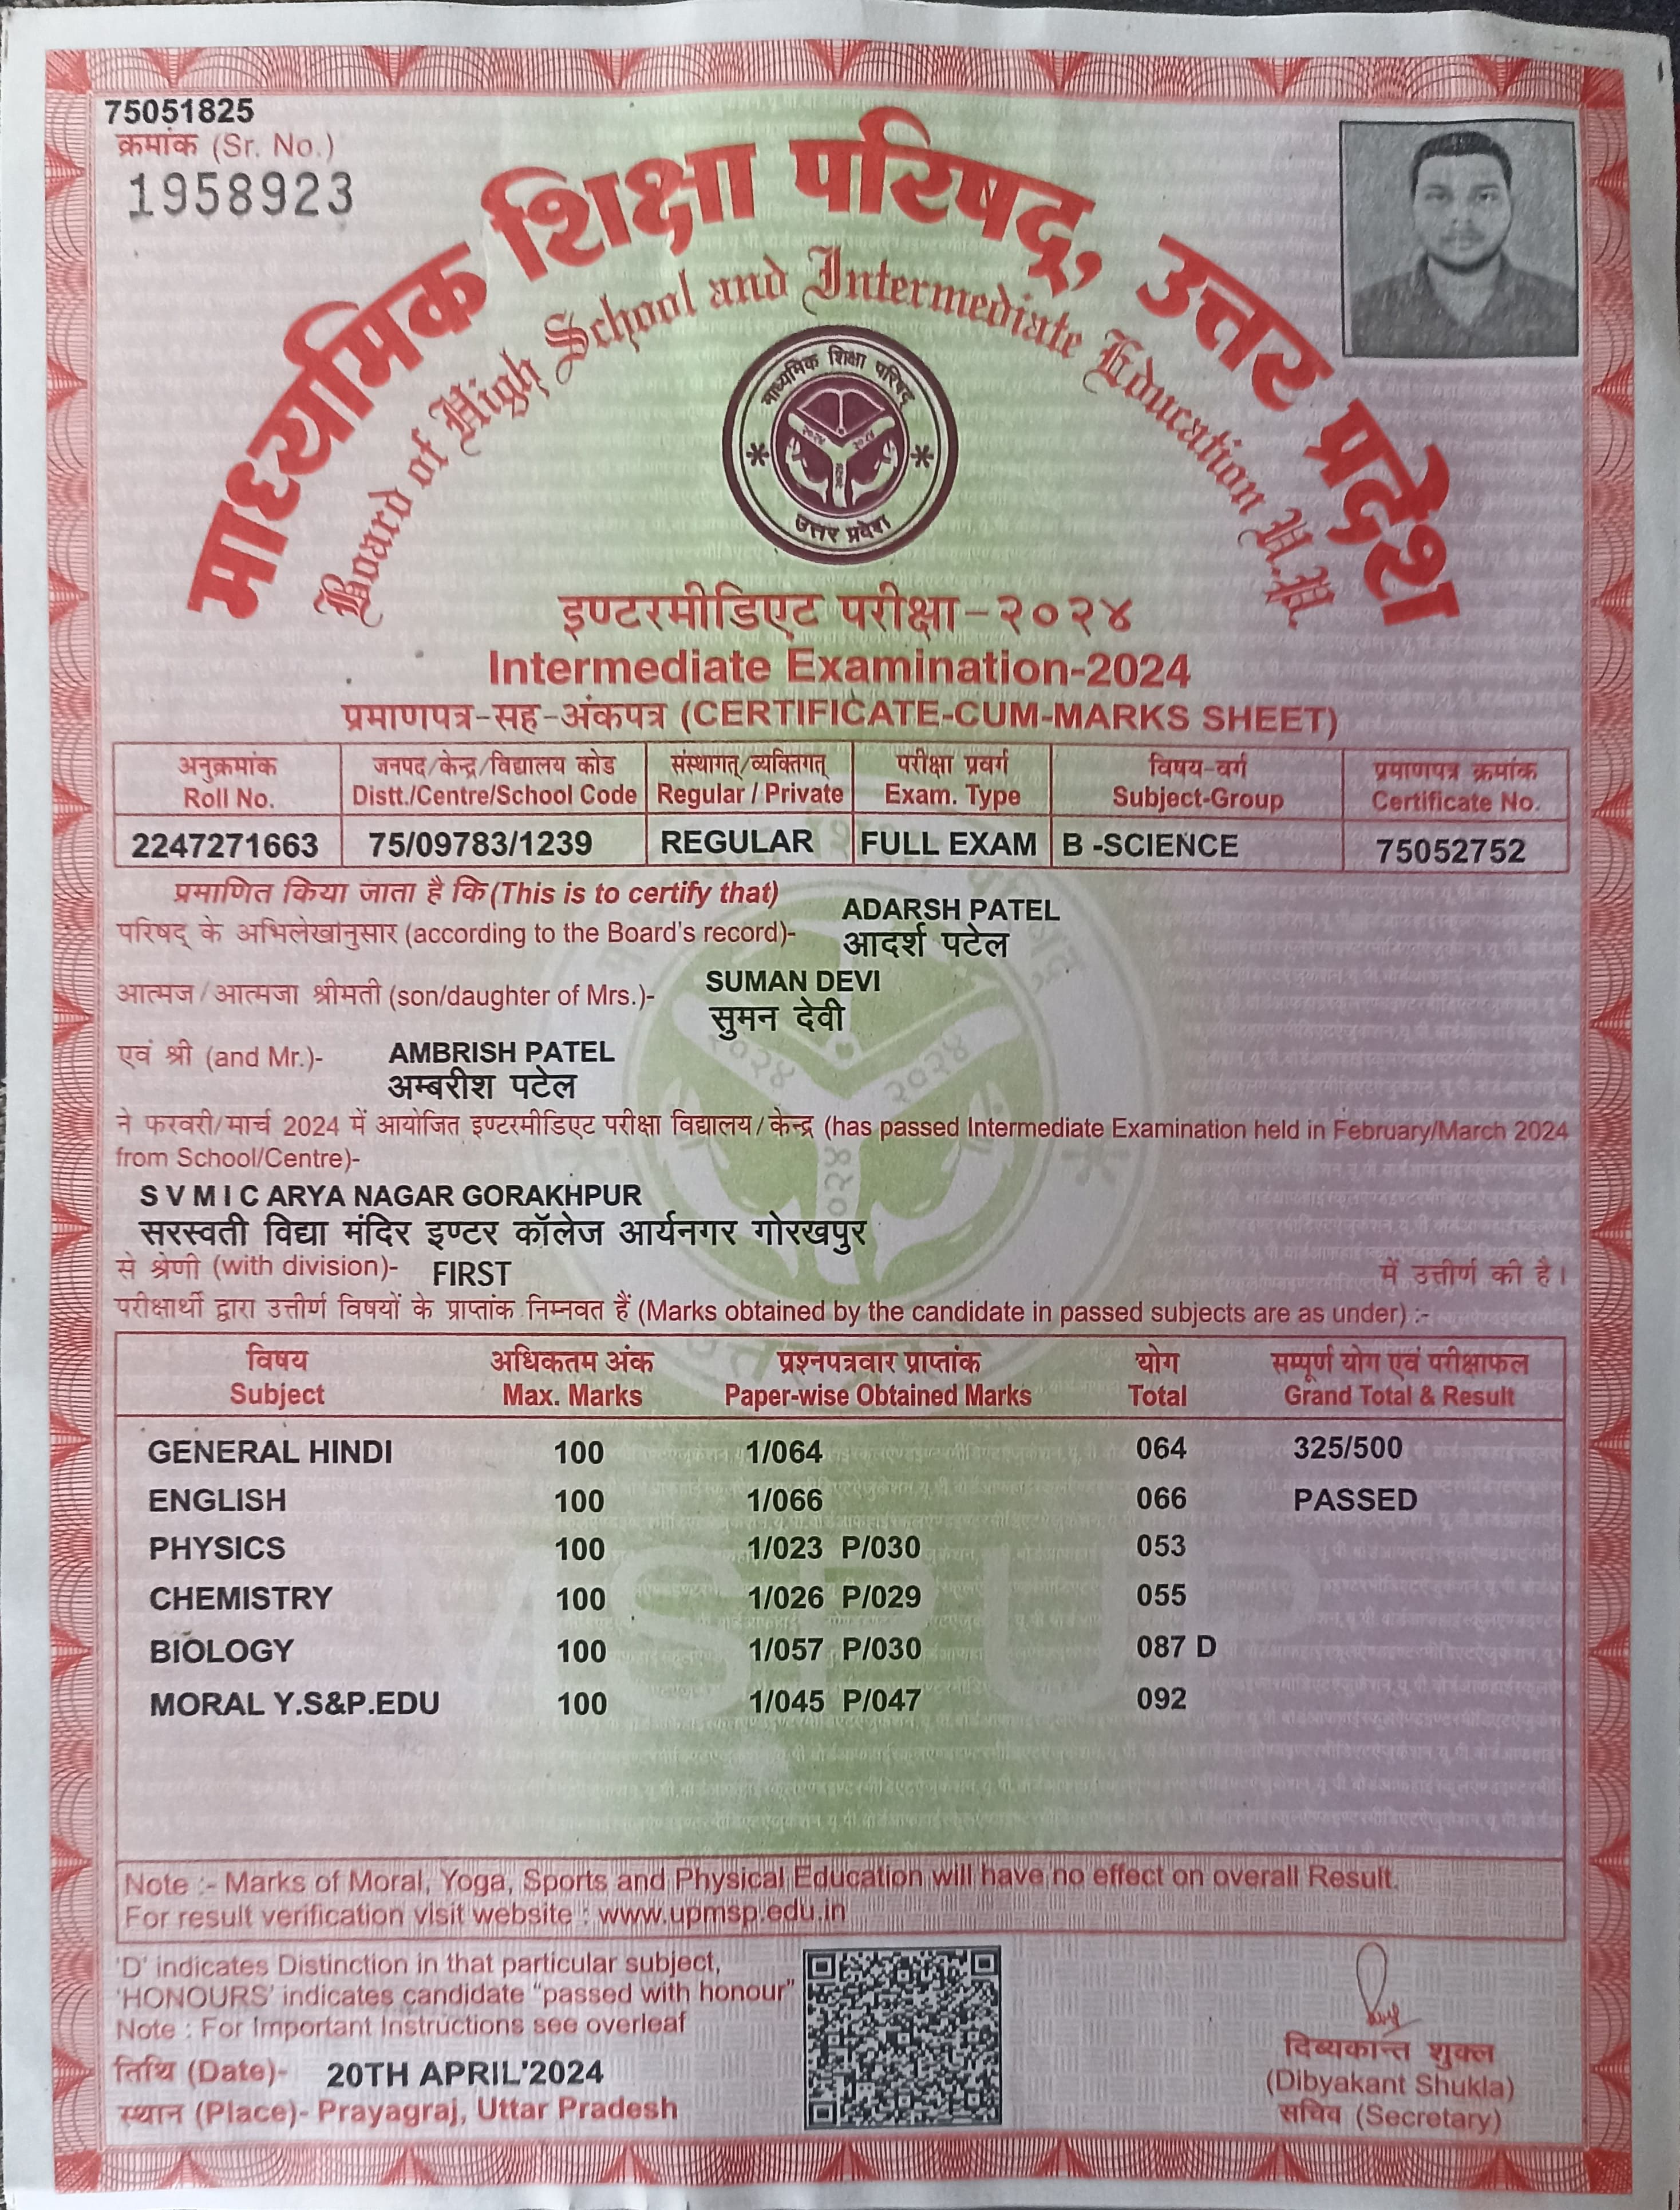 75051825
क्रमांक (Sr. No.)
1958923
माध्यमिक शिक्षा परिषद्, उत्तर प्रदेश
Board of High School and Intermediate Education U.P.
माध्यमिक शिक्षा परिषद्
२०२४ २०२४
२०२४
उत्तर प्रदेश
इण्टरमीडिएट परीक्षा-२०२४
Intermediate Examination-2024
प्रमाणपत्र-सह-अंकपत्र (CERTIFICATE-CUM-MARKS SHEET)
अनुक्रमांक जनपद/केन्द्र/विद्यालय कोड संस्थागत्/व्यक्तिगत् परीक्षा प्रवर्ग विषय-वर्ग प्रमाणपत्र क्रमांक
Roll No. Distt./Centre/School Code Regular / Private Exam. Type Subject-Group Certificate No.
2247271663 75/09783/1239 REGULAR FULL EXAM B -SCIENCE 75052752
प्रमाणित किया जाता है कि (This is to certify that)
परिषद् के अभिलेखानुसार (according to the Board's record)- ADARSH PATEL
आदर्श पटेल
आत्मज/आत्मजा श्रीमती (son/daughter of Mrs.)- SUMAN DEVI
सुमन देवी
एवं श्री (and Mr.)- AMBRISH PATEL
अम्बरीश पटेल
ने फरवरी/मार्च 2024 में आयोजित इण्टरमीडिएट परीक्षा विद्यालय/केन्द्र (has passed Intermediate Examination held in February/March 2024
from School/Centre)-
S V M I C ARYA NAGAR GORAKHPUR
सरस्वती विद्या मंदिर इण्टर कॉलेज आर्यनगर गोरखपुर
से श्रेणी (with division)- FIRST में उत्तीर्ण की है।
परीक्षार्थी द्वारा उत्तीर्ण विषयों के प्राप्तांक निम्नवत हैं (Marks obtained by the candidate in passed subjects are as under) :-
विषय अधिकतम अंक प्रश्नपत्रवार प्राप्तांक योग सम्पूर्ण योग एवं परीक्षाफल
Subject Max. Marks Paper-wise Obtained Marks Total Grand Total & Result
GENERAL HINDI 100 1/064 064 325/500
ENGLISH 100 1/066 066 PASSED
PHYSICS 100 1/023 P/030 053
CHEMISTRY 100 1/026 P/029 055
BIOLOGY 100 1/057 P/030 087 D
MORAL Y.S&P.EDU 100 1/045 P/047 092
MSPUP
Note :- Marks of Moral, Yoga, Sports and Physical Education will have no effect on overall Result.
For result verification visit website : www.upmsp.edu.in
'D' indicates Distinction in that particular subject,
'HONOURS' indicates candidate "passed with honour"
Note : For Important Instructions see overleaf
तिथि (Date)- 20TH APRIL'2024
स्थान (Place)- Prayagraj, Uttar Pradesh
दिब्यकान्त शुक्ल
(Dibyakant Shukla)
सचिव (Secretary)